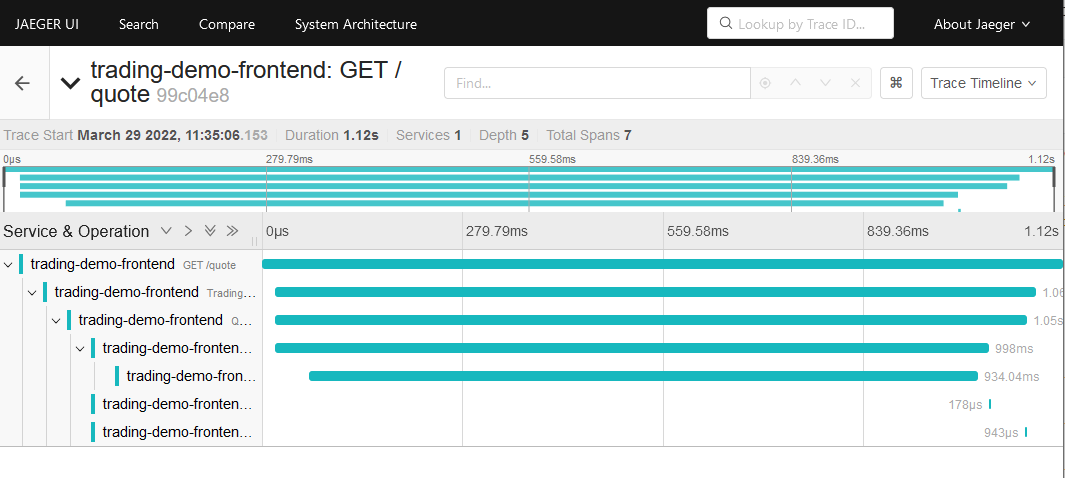 JAEGER UI Search Compare System Architecture Lookup by Trace ID... About Jaeger
trading-demo-frontend: GET /
quote 99c04e8
Find...
⌘
Trace Timeline
Trace Start March 29 2022, 11:35:06.153 Duration 1.12s Services 1 Depth 5 Total Spans 7
0μs 279.79ms 559.58ms 839.36ms 1.12s
Service & Operation 0μs 279.79ms 559.58ms 839.36ms 1.12s
trading-demo-frontend GET /quote
trading-demo-frontend Trading... 1.06
trading-demo-frontend Q... 1.05s
trading-demo-fronten... 998ms
trading-demo-fron... 934.04ms
trading-demo-fronten... 178μs
trading-demo-fronten... 943μs